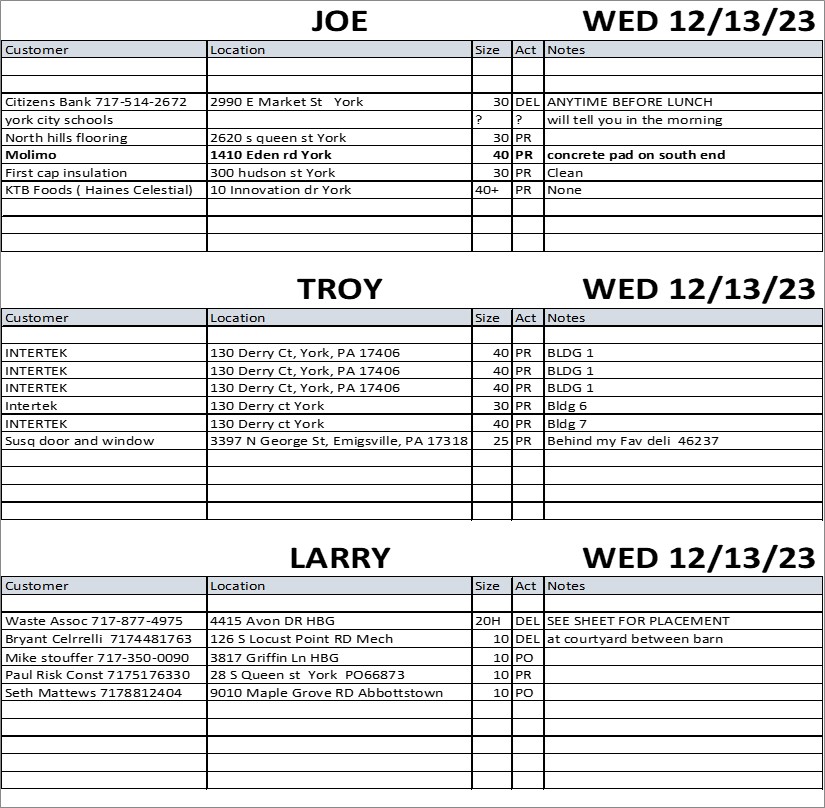 JOE WED 12/13/23
Customer Location Size Act Notes
Citizens Bank 717-514-2672 2990 E Market St York 30 DEL ANYTIME BEFORE LUNCH
york city schools ? ? will tell you in the morning
North hills flooring 2620 s queen st York 30 PR
Molimo 1410 Eden rd York 40 PR concrete pad on south end
First cap insulation 300 hudson st York 30 PR Clean
KTB Foods ( Haines Celestial) 10 Innovation dr York 40+ PR None
TROY WED 12/13/23
Customer Location Size Act Notes
INTERTEK 130 Derry Ct, York, PA 17406 40 PR BLDG 1
INTERTEK 130 Derry Ct, York, PA 17406 40 PR BLDG 1
INTERTEK 130 Derry Ct, York, PA 17406 40 PR BLDG 1
Intertek 130 Derry ct York 30 PR Bldg 6
INTERTEK 130 Derry ct York 40 PR Bldg 7
Susq door and window 3397 N George St, Emigsville, PA 17318 25 PR Behind my Fav deli 46237
LARRY WED 12/13/23
Customer Location Size Act Notes
Waste Assoc 717-877-4975 4415 Avon DR HBG 20H DEL SEE SHEET FOR PLACEMENT
Bryant Celrrelli 7174481763 126 S Locust Point RD Mech 10 DEL at courtyard between barn
Mike stouffer 717-350-0090 3817 Griffin Ln HBG 10 PO
Paul Risk Const 7175176330 28 S Queen st York PO66873 10 PR
Seth Mattews 7178812404 9010 Maple Grove RD Abbottstown 10 PO